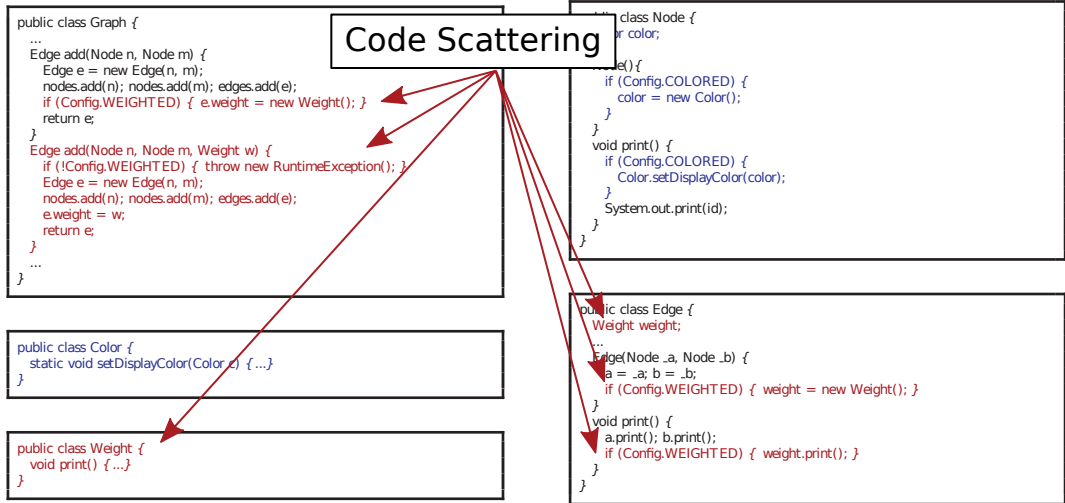 Code Scattering
public class Graph {
...
Edge add(Node n, Node m) {
Edge e = new Edge(n, m);
nodes.add(n); nodes.add(m); edges.add(e);
if (Config.WEIGHTED) { e.weight = new Weight(); }
return e;
}
Edge add(Node n, Node m, Weight w) {
if (!Config.WEIGHTED) { throw new RuntimeException(); }
Edge e = new Edge(n, m);
nodes.add(n); nodes.add(m); edges.add(e);
e.weight = w;
return e;
}
...
}
public class Color {
static void setDisplayColor(Color c) {...}
}
public class Weight {
void print() {...}
}
class Node {
color;
{
if (Config.COLORED) {
color = new Color();
}
}
void print() {
if (Config.COLORED) {
Color.setDisplayColor(color);
}
System.out.print(id);
}
}
public class Edge {
Weight weight;
...
Edge(Node _a, Node _b) {
a = _a; b = _b;
if (Config.WEIGHTED) { weight = new Weight(); }
}
void print() {
a.print(); b.print();
if (Config.WEIGHTED) { weight.print(); }
}
}